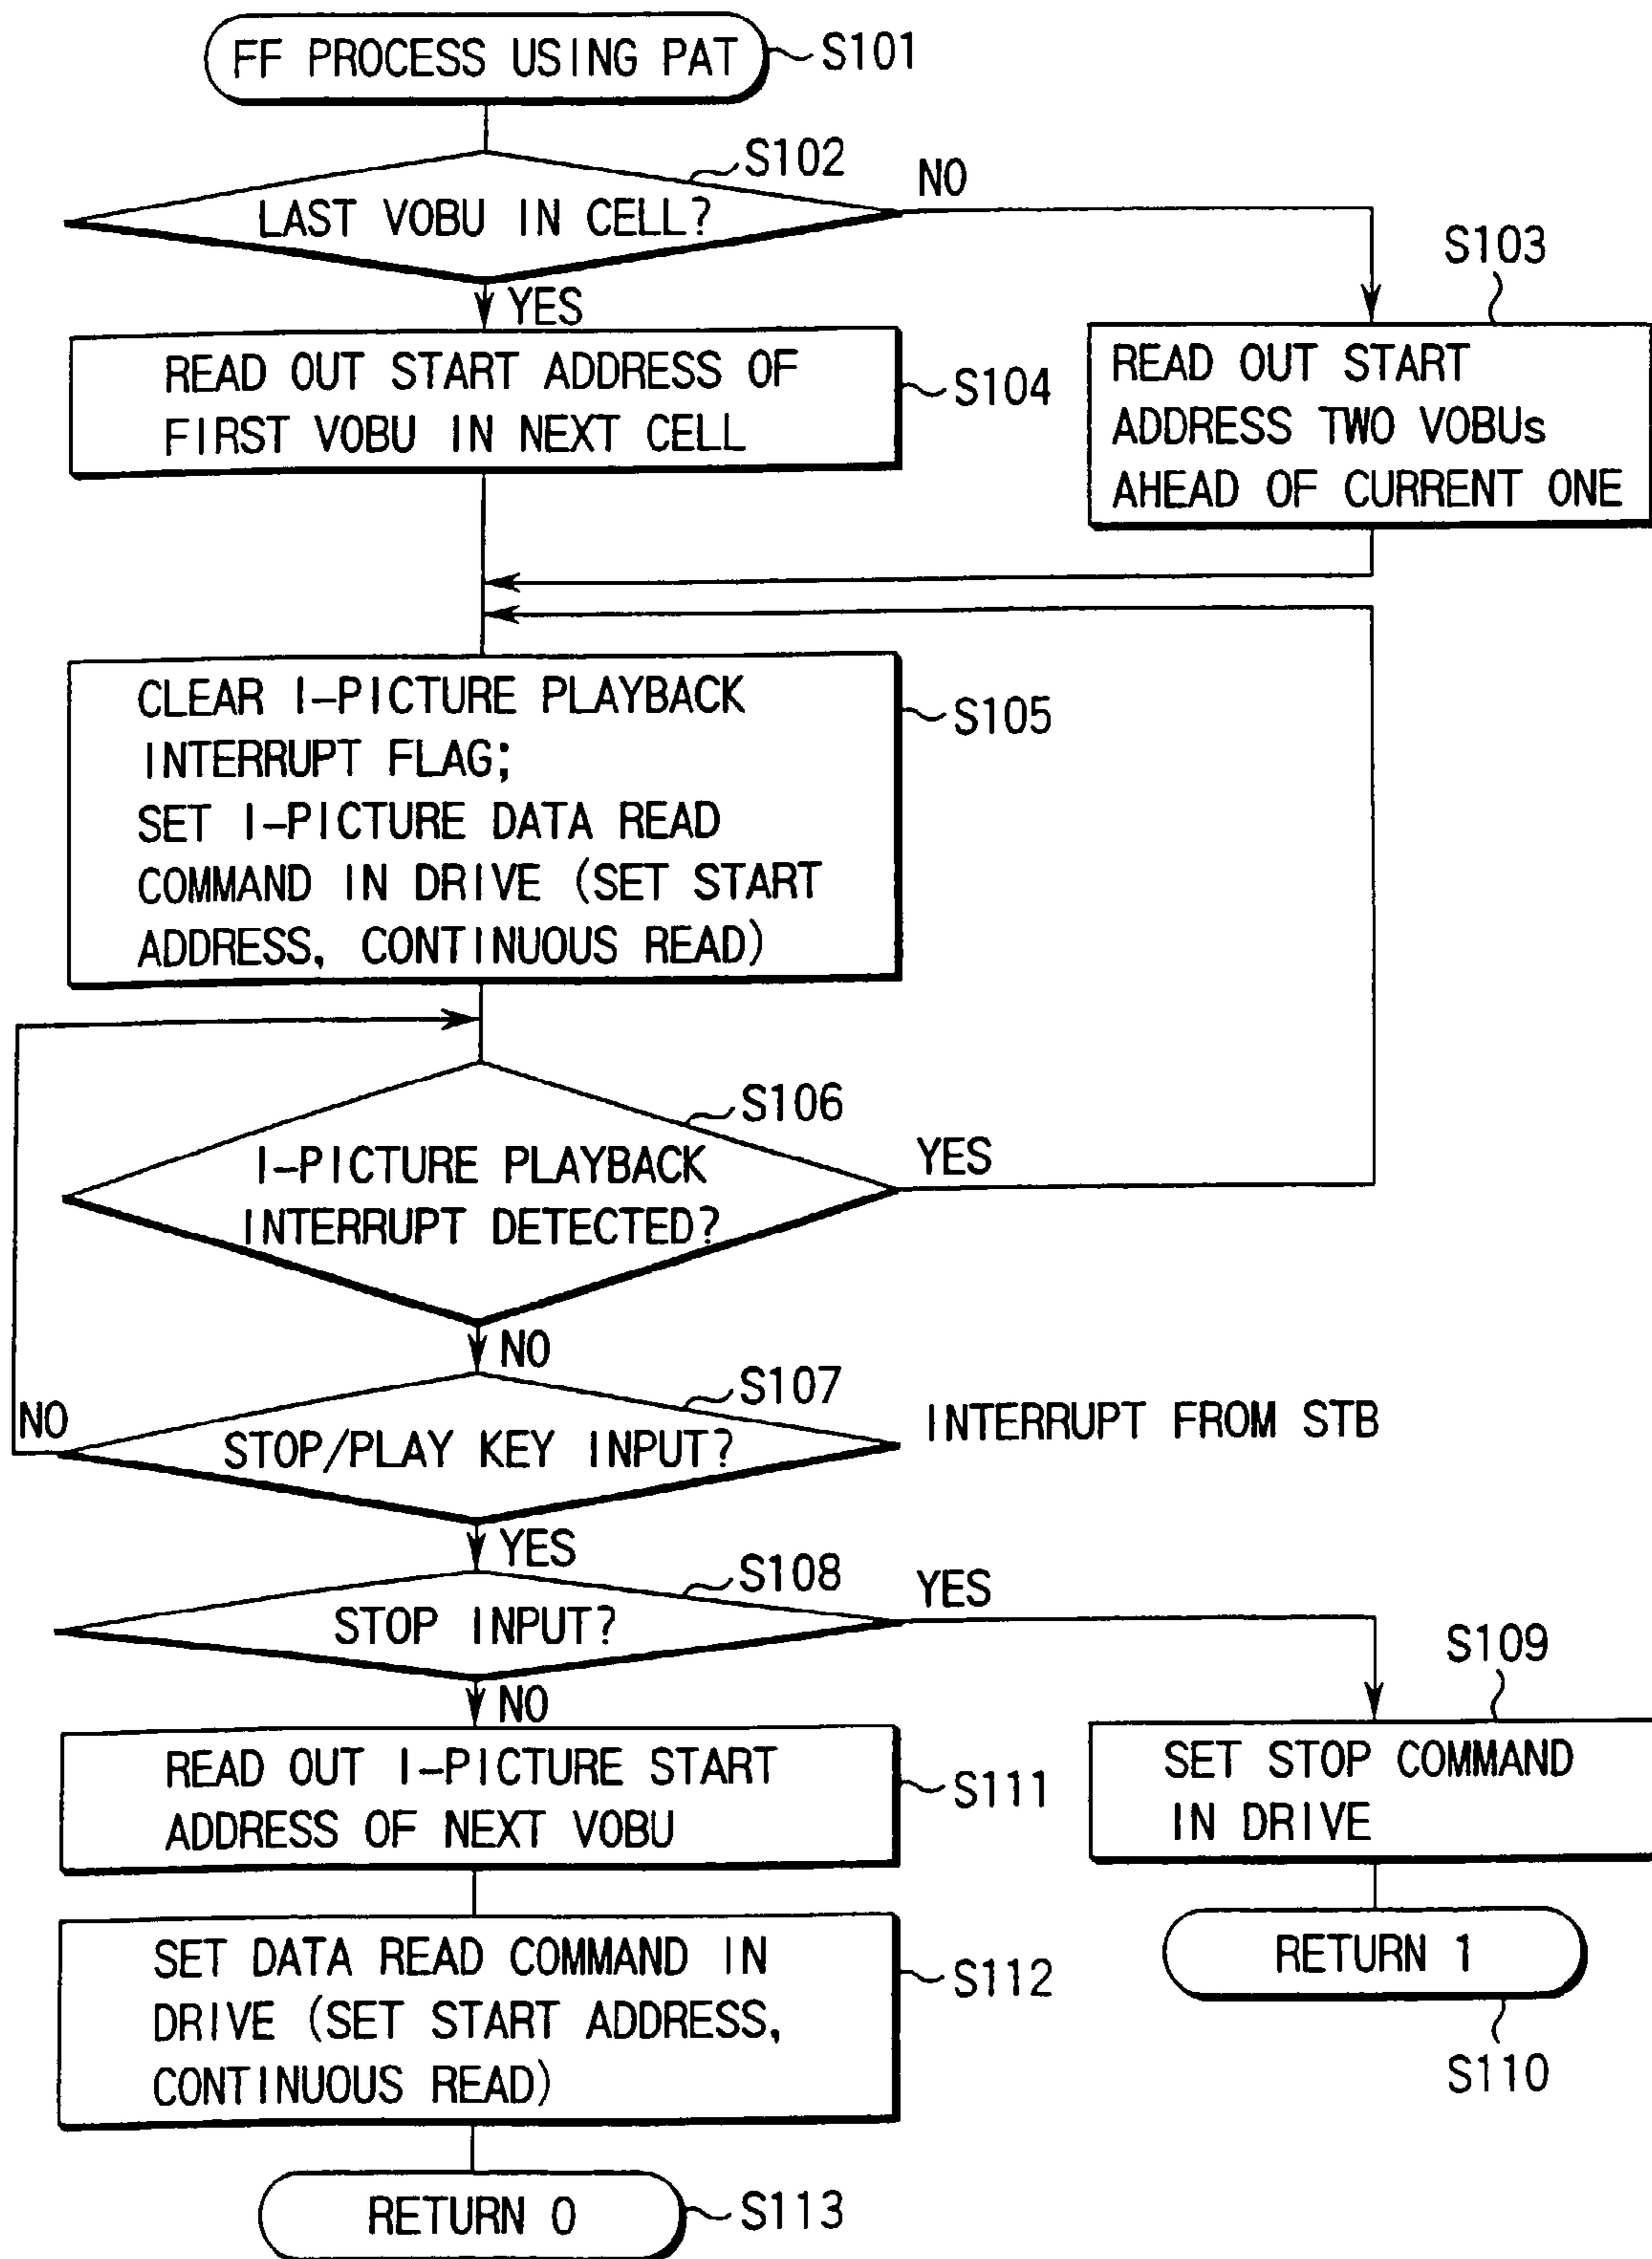 FF PROCESS USING PAT
S101
S102
LAST VOBU IN CELL?
NO
YES
S103
READ OUT START
ADDRESS TWO VOBUs
AHEAD OF CURRENT ONE
READ OUT START ADDRESS OF
FIRST VOBU IN NEXT CELL
S104
CLEAR I-PICTURE PLAYBACK
INTERRUPT FLAG;
SET I-PICTURE DATA READ
COMMAND IN DRIVE (SET START
ADDRESS, CONTINUOUS READ)
S105
S106
I-PICTURE PLAYBACK
INTERRUPT DETECTED?
YES
NO
S107
STOP/PLAY KEY INPUT?
NO
INTERRUPT FROM STB
YES
S108
STOP INPUT?
YES
NO
S109
SET STOP COMMAND
IN DRIVE
RETURN 1
S110
READ OUT I-PICTURE START
ADDRESS OF NEXT VOBU
S111
SET DATA READ COMMAND IN
DRIVE (SET START ADDRESS,
CONTINUOUS READ)
S112
RETURN 0
S113